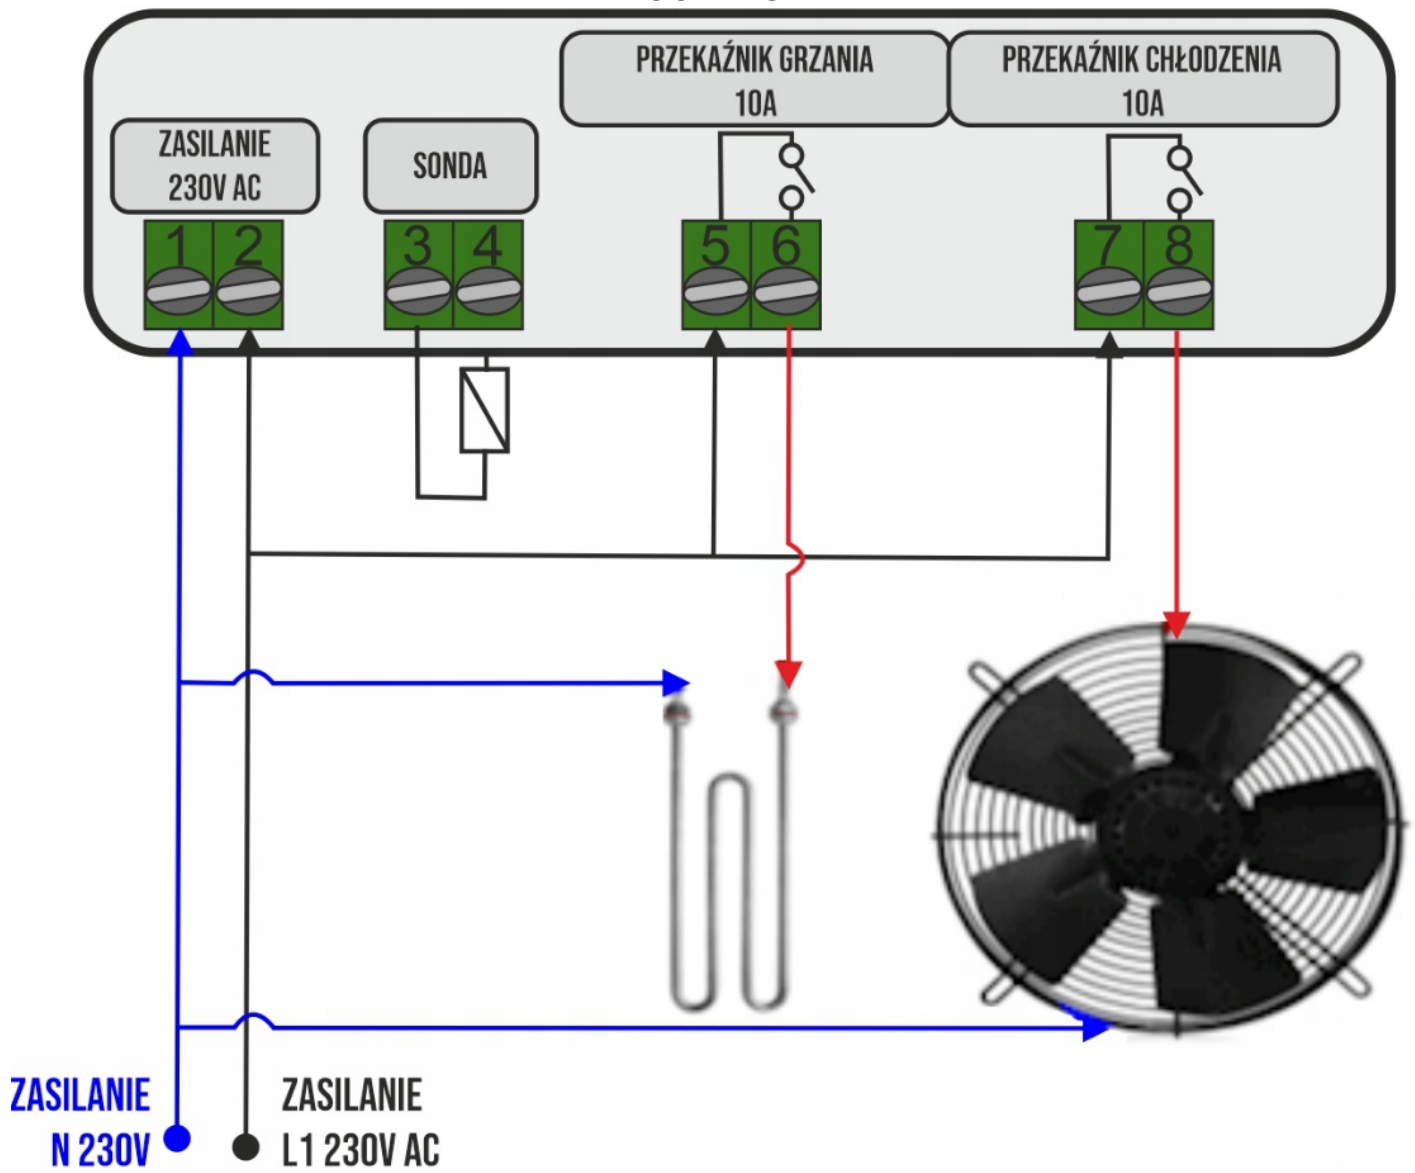 PRZEKAŹNIK GRZANIA
10A
PRZEKAŹNIK CHŁODZENIA
10A
ZASILANIE
230V AC
SONDA
1 2 3 4 5 6 7 8
ZASILANIE
N 230V
ZASILANIE
L1 230V AC